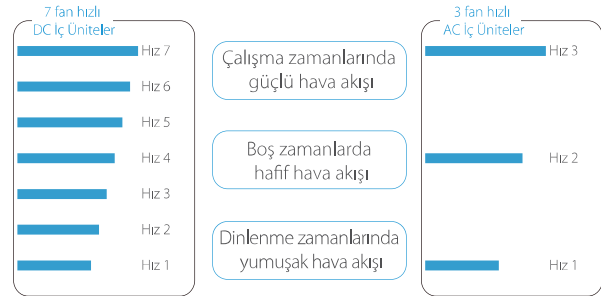 7 fan hızlı
DC İç Üniteler
Hız 7
Hız 6
Hız 5
Hız 4
Hız 3
Hız 2
Hız 1
Çalışma zamanlarında
güçlü hava akışı
Boş zamanlarda
hafif hava akışı
Dinlenme zamanlarında
yumuşak hava akışı
3 fan hızlı
AC İç Üniteler
Hız 3
Hız 2
Hız 1